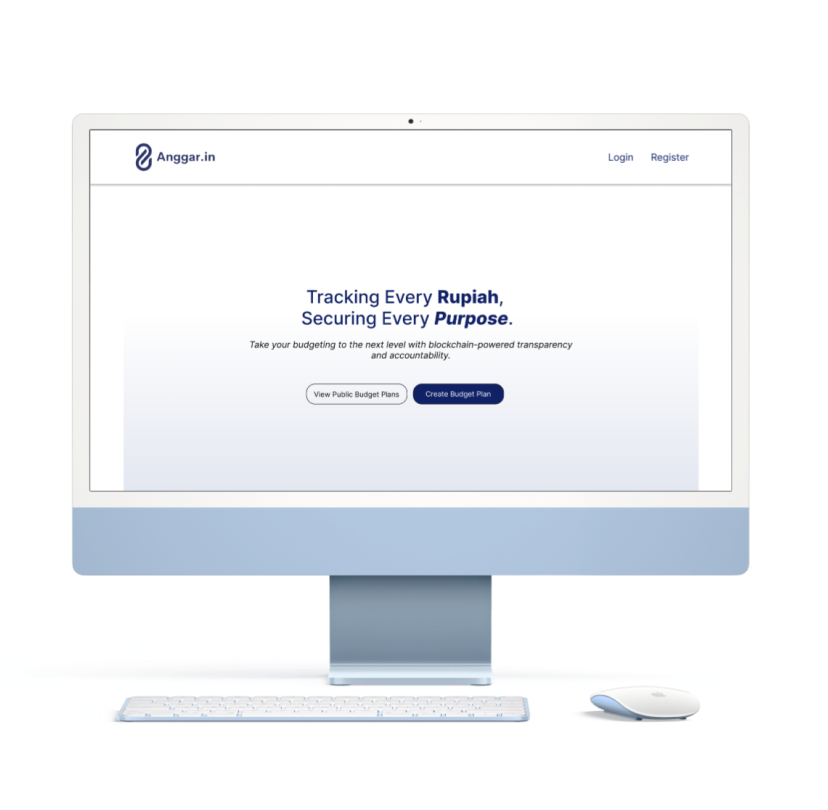 Anggar.in
Login Register
Tracking Every Rupiah,
Securing Every Purpose.
Take your budgeting to the next level with blockchain-powered transparency
and accountability.
View Public Budget Plans Create Budget Plan